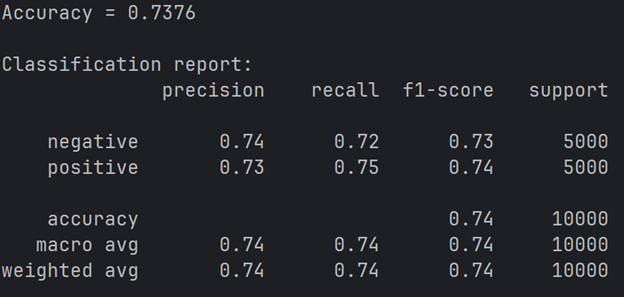 Accuracy = 0.7376
Classification report:
precision recall f1-score support
negative 0.74 0.72 0.73 5000
positive 0.73 0.75 0.74 5000
accuracy 0.74 10000
macro avg 0.74 0.74 0.74 10000
weighted avg 0.74 0.74 0.74 10000